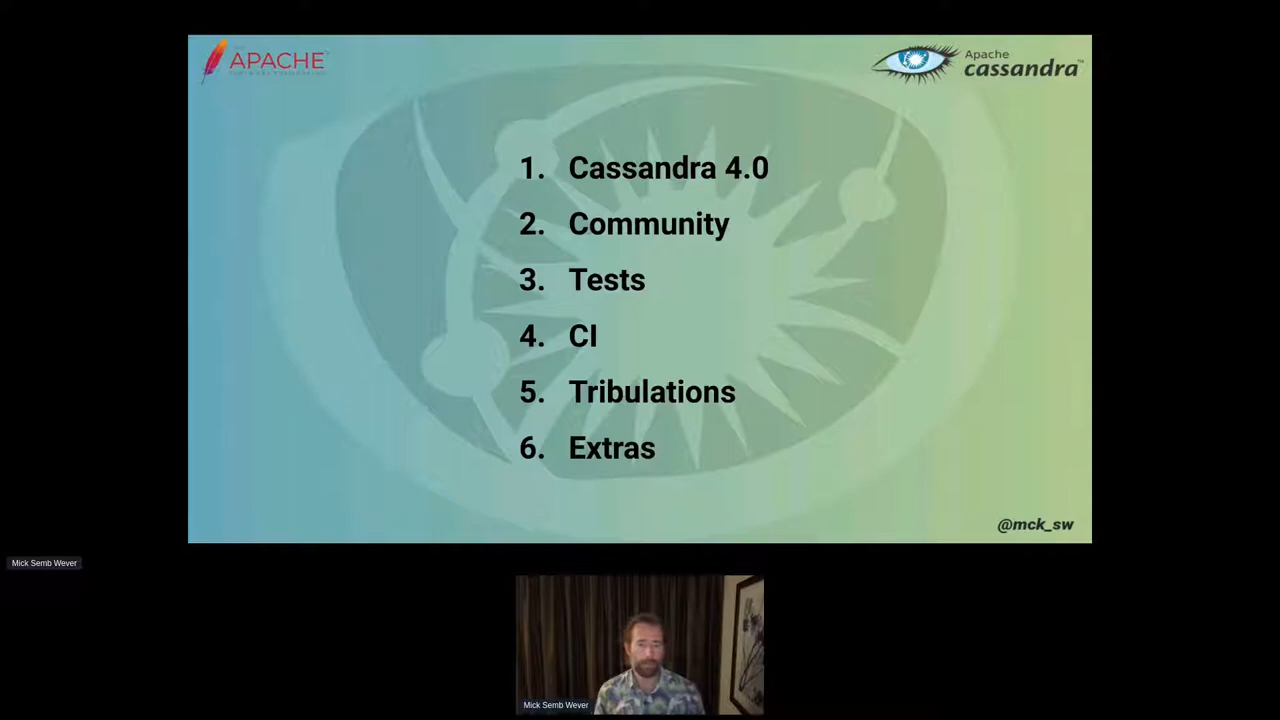 APACHE
Apache
cassandra
1. Cassandra 4.0
2. Community
3. Tests
4. CI
5. Tribulations
6. Extras
@mck_sw
Mick Semb Wever
Mick Semb Wever